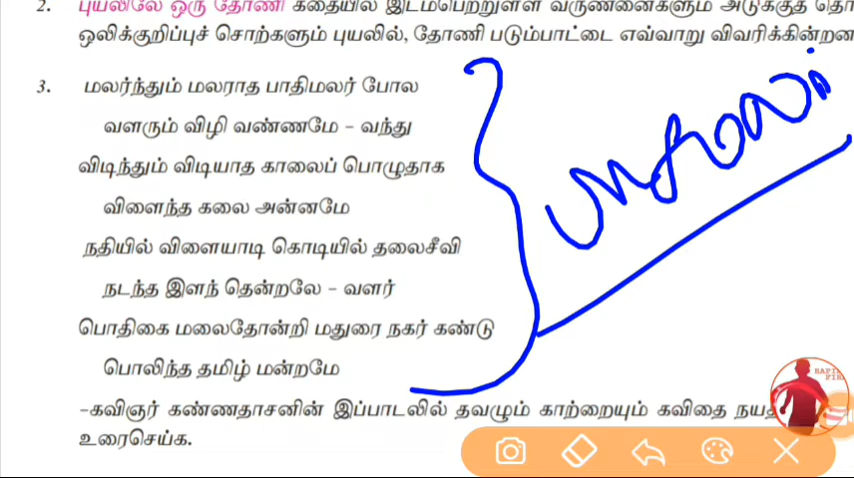 2. புயலிலே ஒரு தோணி கதையில் இடம்பெற்றுள்ள வருணனைகளும் அடுக்குத் தொ
ஒலிக்குறிப்புச் சொற்களும் புயலில், தோணி படும்பாட்டை எவ்வாறு விவரிக்கின்றன
3. மலர்ந்தும் மலராத பாதிமலர் போல
வளரும் விழி வண்ணமே – வந்து
விடிந்தும் விடியாத காலைப் பொழுதாக
விளைந்த கலை அன்னமே
நதியில் விளையாடி கொடியில் தலைசீவி
நடந்த இளந் தென்றலே – வளர்
பொதிகை மலைதோன்றி மதுரை நகர் கண்டு
பொலிந்த தமிழ் மன்றமே
-கவிஞர் கண்ணதாசனின் இப்பாடலில் தவழும் காற்றையும் கவிதை நய
உரைசெய்க.